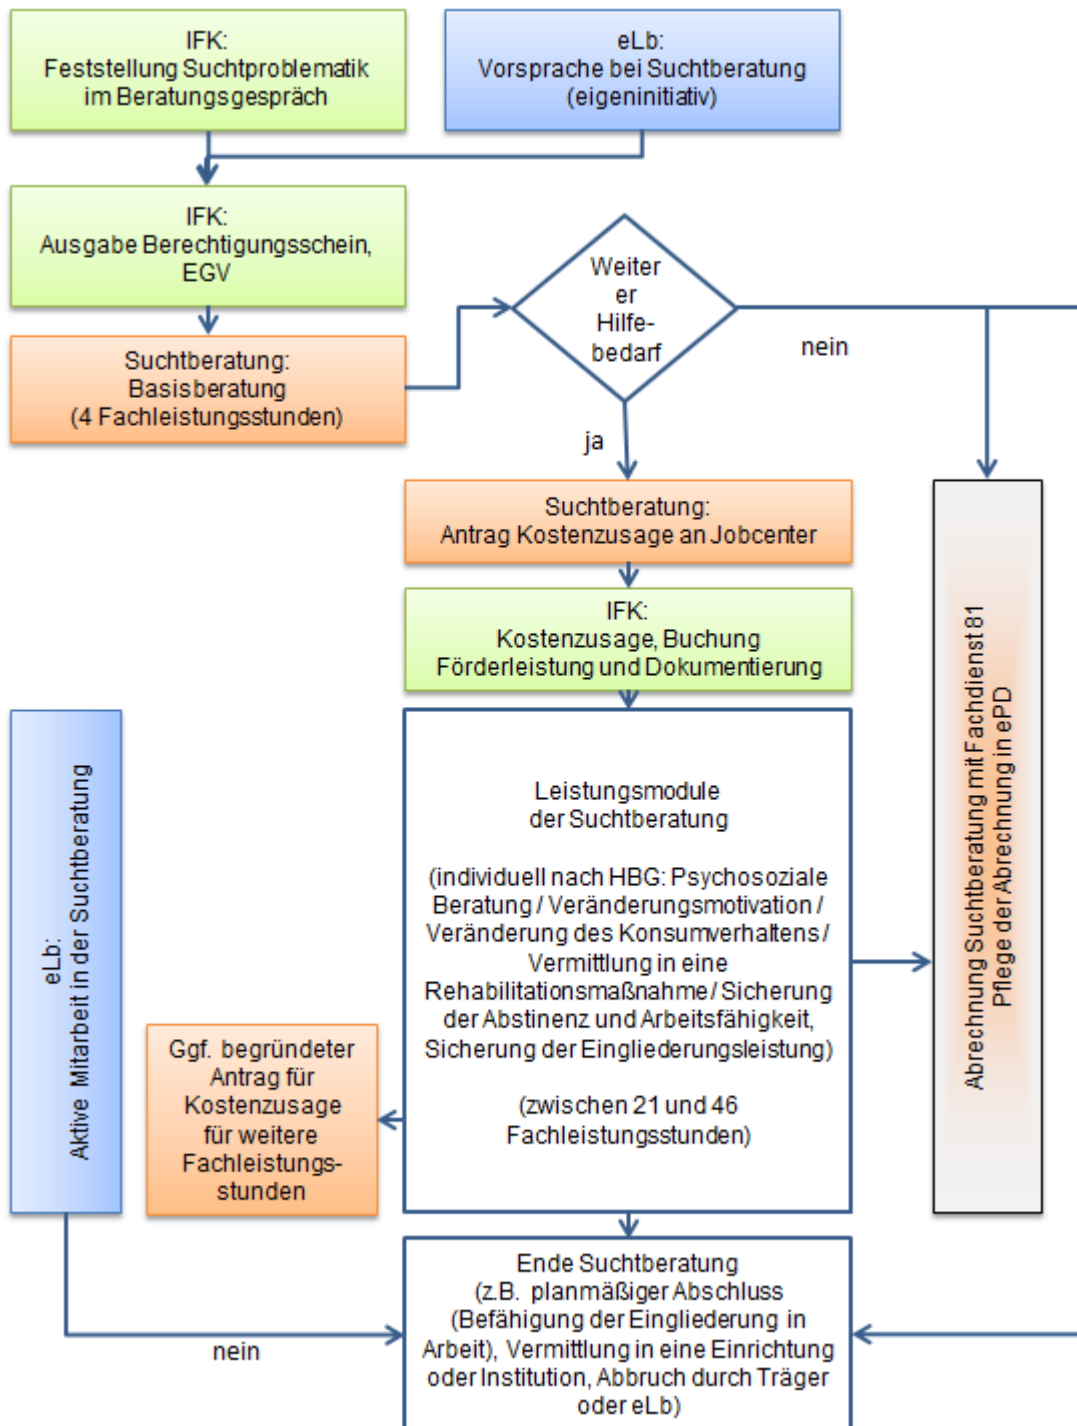 IFK:
Feststellung Suchtproblematik
im Beratungsgespräch
eLb:
Vorsprache bei Suchtberatung
(eigeninitiativ)
IFK:
Ausgabe Berechtigungsschein,
EGV
Weiter
er
Hilfe-
bedarf
nein
Suchtberatung:
Basisberatung
(4 Fachleistungsstunden)
ja
Suchtberatung:
Antrag Kostenzusage an Jobcenter
IFK:
Kostenzusage, Buchung
Förderleistung und Dokumentierung
Abrechnung Suchtberatung mit Fachdienst 81
Pflege der Abrechnung in ePD
eLb:
Aktive Mitarbeit in der Suchtberatung
Leistungsmodule
der Suchtberatung
(individuell nach HBG: Psychosoziale
Beratung / Veränderungsmotivation /
Veränderung des Konsumverhaltens /
Vermittlung in eine
Rehabilitationsmaßnahme / Sicherung
der Abstinenz und Arbeitsfähigkeit,
Sicherung der Eingliederungsleistung)
(zwischen 21 und 46
Fachleistungsstunden)
Ggf. begründeter
Antrag für
Kostenzusage
für weitere
Fachleistungs-
stunden
nein
Ende Suchtberatung
(z.B. planmäßiger Abschluss
(Befähigung der Eingliederung in
Arbeit), Vermittlung in eine Einrichtung
oder Institution, Abbruch durch Träger
oder eLb)